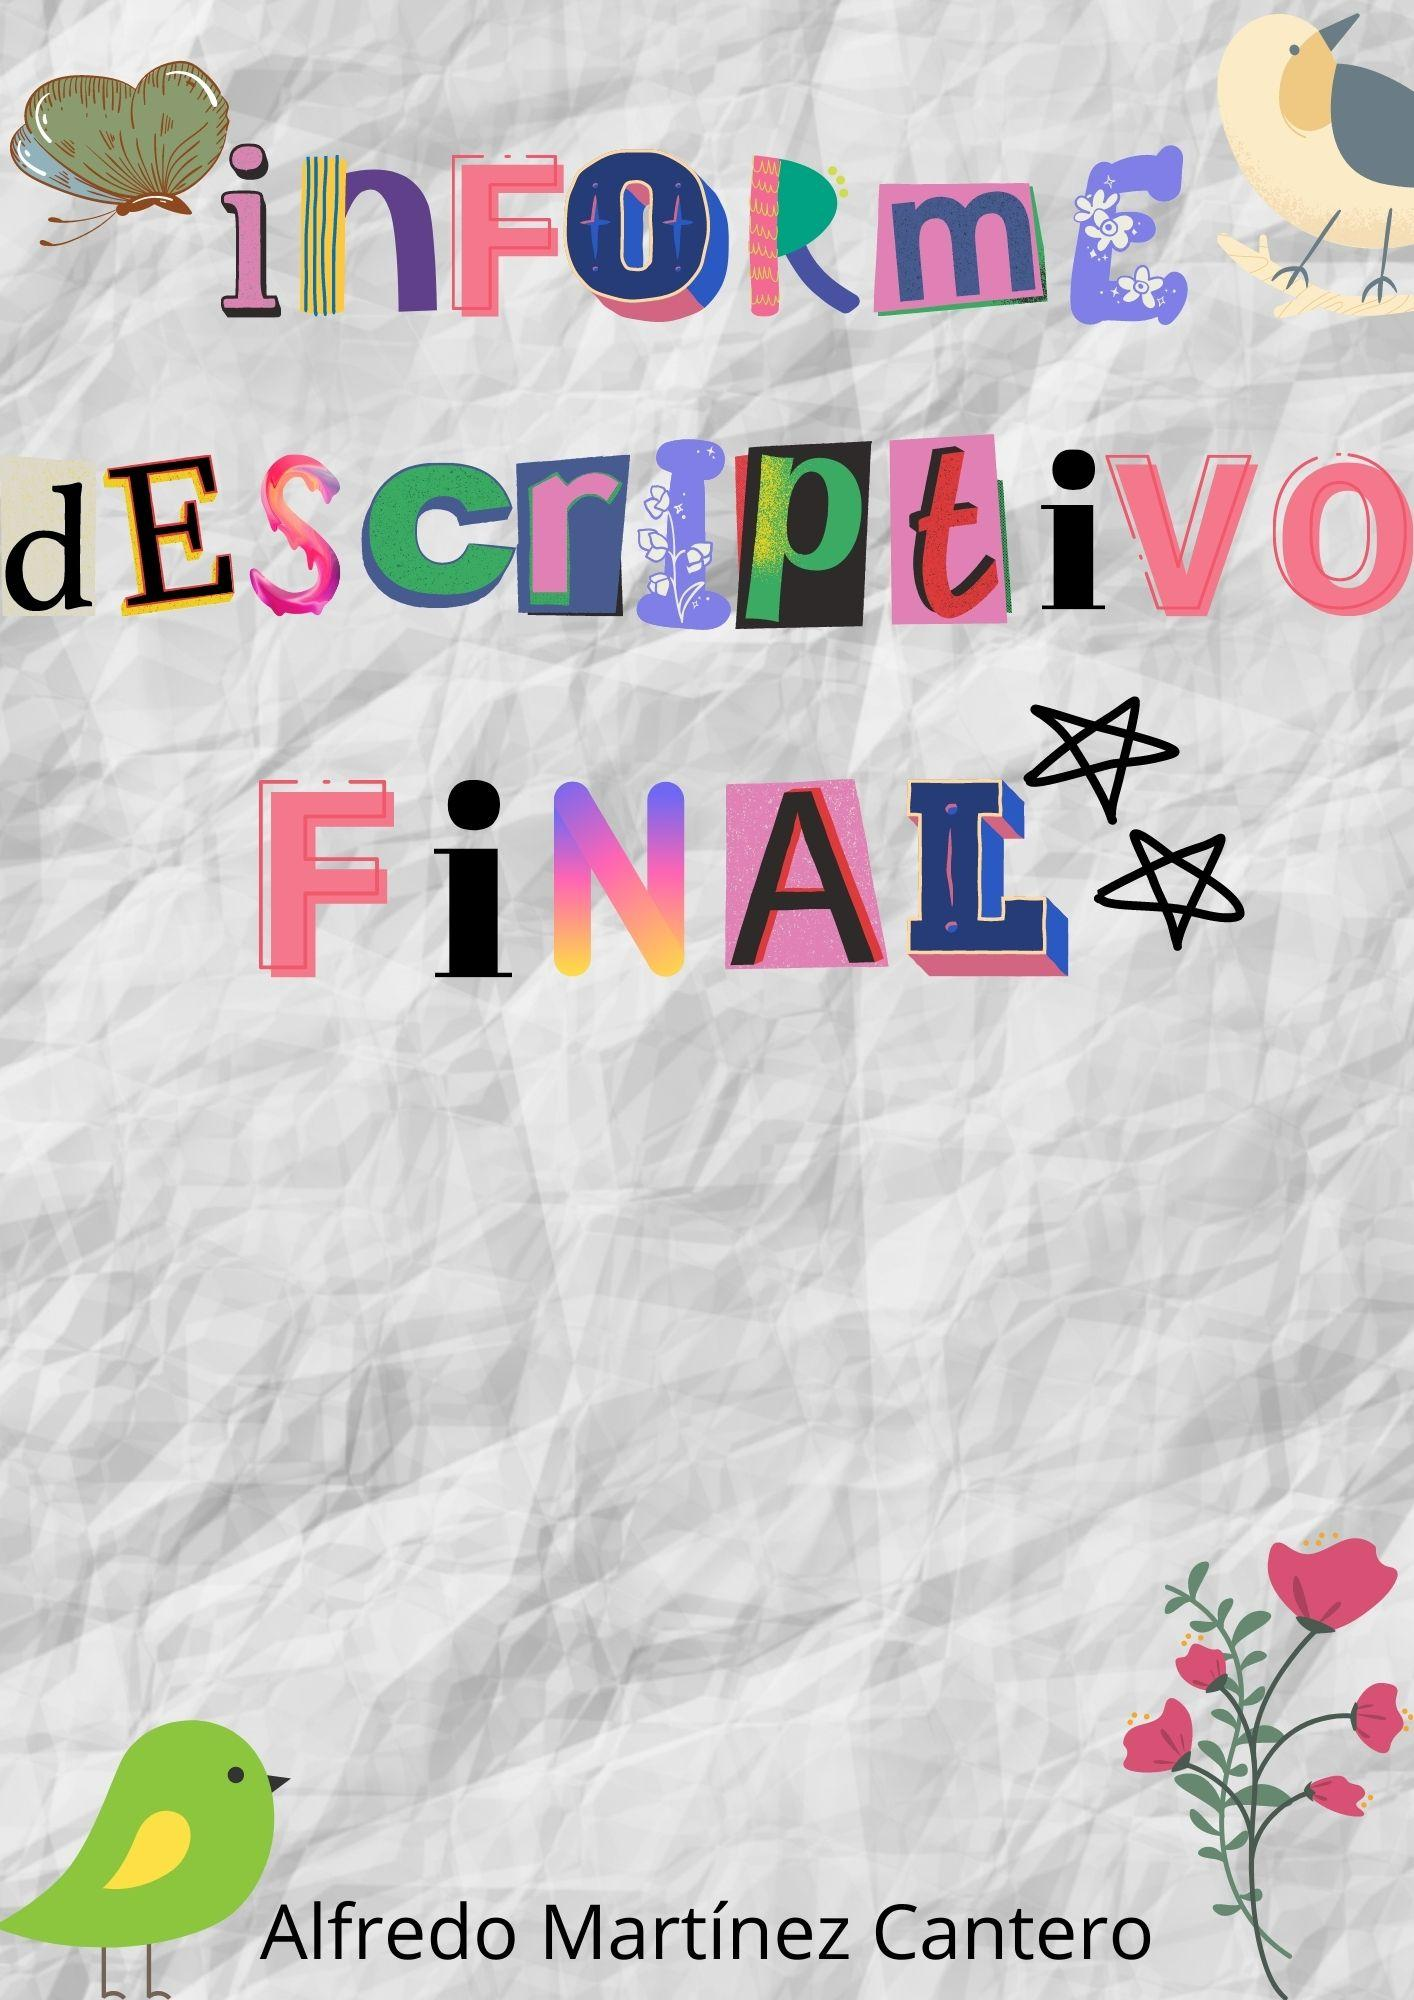 inFORmE
dEScrIptiVO
FiNAL
Alfredo Martínez Cantero